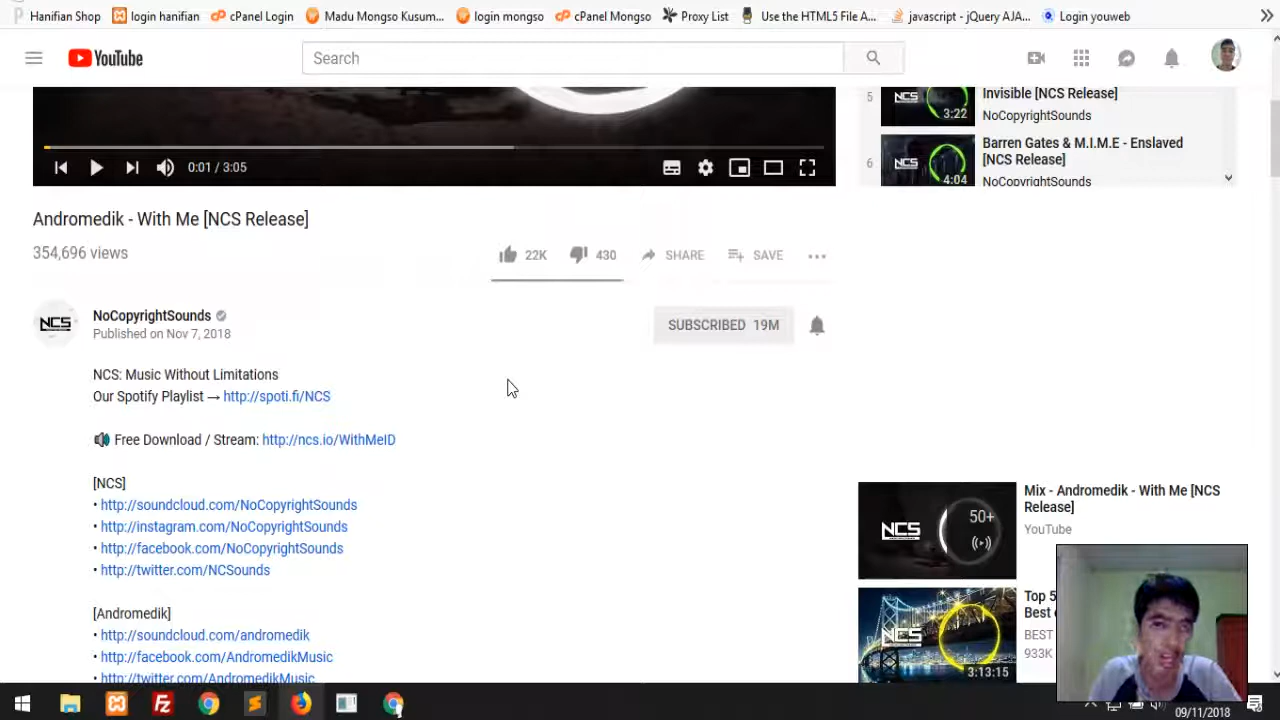 Hanifian Shop
login hanifian
cPanel Login
Madu Mongso Kusum...
login mongso
cPanel Mongso
Proxy List
Use the HTML5 File A...
javascript - jQuery AJA...
Login youweb
YouTube
Search
0:01 / 3:05
5
NCS
3:22
Invisible [NCS Release]
NoCopyrightSounds
6
NCS
4:04
Barren Gates & M.I.M.E - Enslaved
[NCS Release]
NoCopyrightSounds
Andromedik - With Me [NCS Release]
354,696 views
22K
430
SHARE
SAVE
NCS
NoCopyrightSounds
Published on Nov 7, 2018
SUBSCRIBED 19M
NCS: Music Without Limitations
Our Spotify Playlist → http://spoti.fi/NCS
🔊 Free Download / Stream: http://ncs.io/WithMeID
[NCS]
• http://soundcloud.com/NoCopyrightSounds
• http://instagram.com/NoCopyrightSounds
• http://facebook.com/NoCopyrightSounds
• http://twitter.com/NCSounds
[Andromedik]
• http://soundcloud.com/andromedik
• http://facebook.com/AndromedikMusic
• http://twitter.com/AndromedikMusic
NCS
50+
Mix - Andromedik - With Me [NCS
Release]
YouTube
NCS
3:13:15
Top 5
Best
BEST
933K
09/11/2018